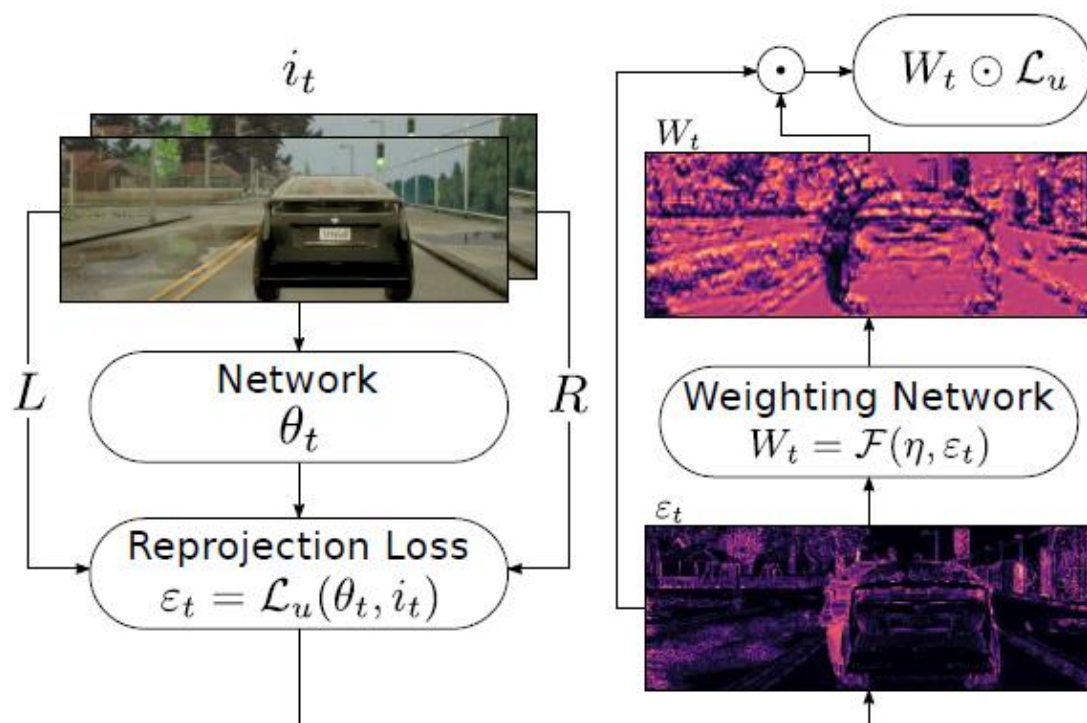 i_t
L
R
Network
θ_t
Reprojection Loss
ε_t = ℒ_u(θ_t, i_t)
W_t ⊙ ℒ_u
W_t
Weighting Network
W_t = ℱ(η, ε_t)
ε_t